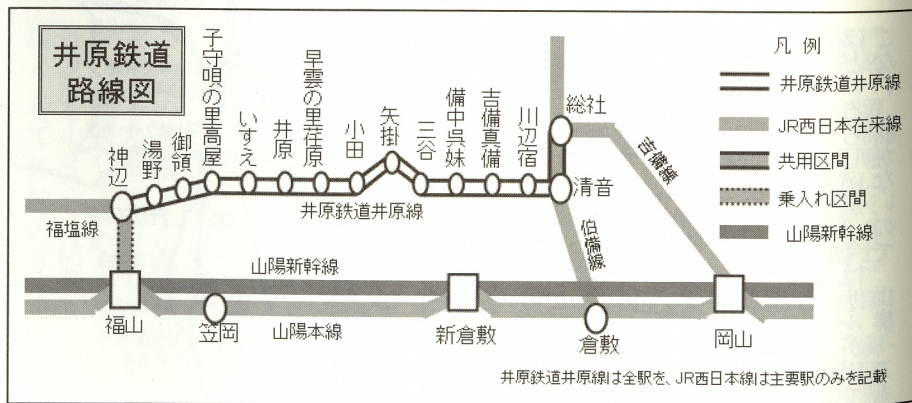 井原鉄道
路線図
神辺
湯野
御領
子守唄の里高屋
いずえ
井原
早雲の里荏原
小田
矢掛
三谷
備中呉妹
吉備真備
川辺宿
総社
清音
井原鉄道井原線
福塩線
吉備線
伯備線
山陽新幹線
福山
笠岡
山陽本線
新倉敷
倉敷
岡山
凡例
井原鉄道井原線
JR西日本在来線
共用区間
乗入れ区間
山陽新幹線
井原鉄道井原線は全駅を、JR西日本線は主要駅のみを記載